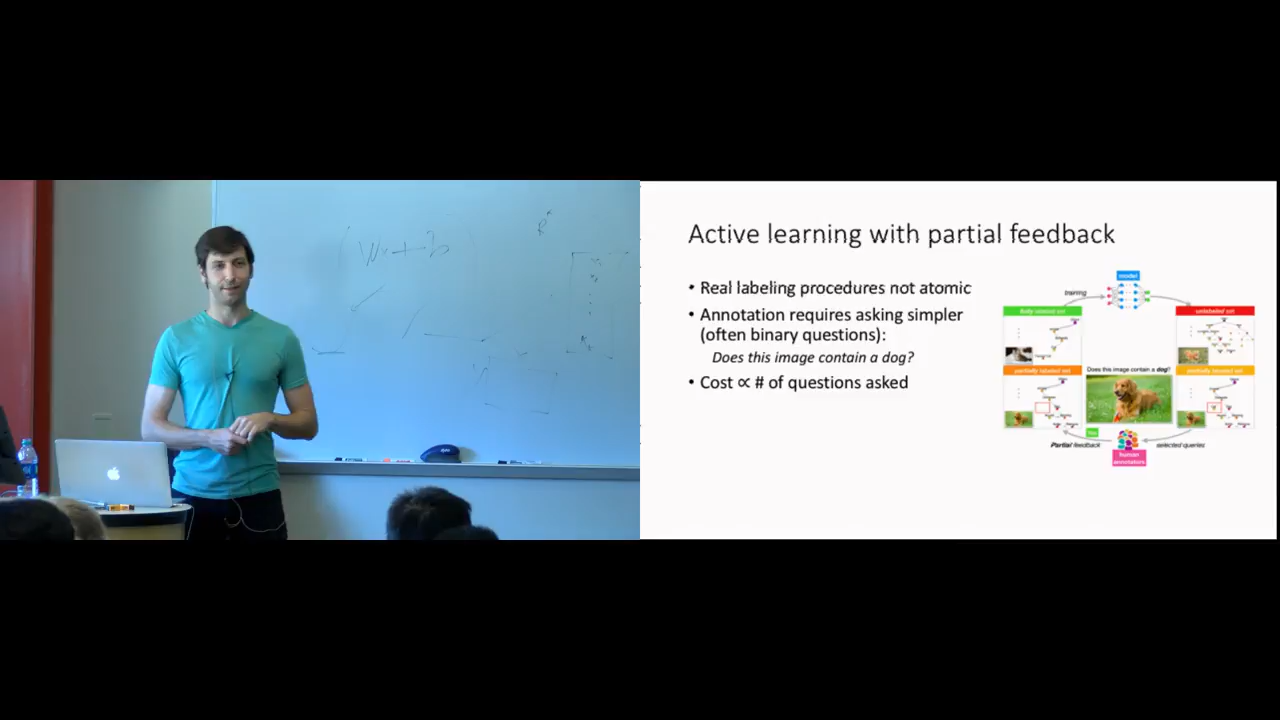 Wx + b
Active learning with partial feedback
• Real labeling procedures not atomic
• Annotation requires asking simpler
(often binary questions):
Does this image contain a dog?
• Cost ∝ # of questions asked
model
training
fully labeled set
unlabeled set
partially labeled set
Does this image contain a dog?
partially labeled set
Yes
Partial feedback
human
annotators
selected queries